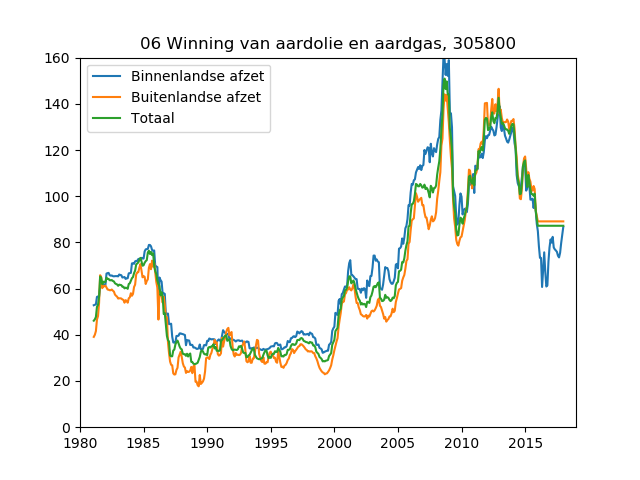 06 Winning van aardolie en aardgas, 305800
Binnenlandse afzet
Buitenlandse afzet
Totaal
160
140
120
100
80
60
40
20
0
1980 1985 1990 1995 2000 2005 2010 2015